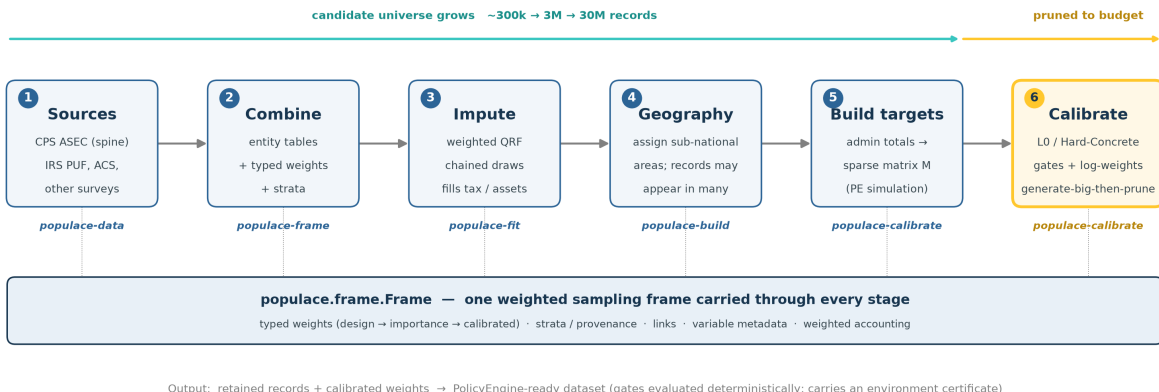 candidate universe grows ~300k → 3M → 30M records
pruned to budget
1
Sources
CPS ASEC (spine)
IRS PUF, ACS,
other surveys
populace-data
2
Combine
entity tables
+ typed weights
+ strata
populace-frame
3
Impute
weighted QRF
chained draws
fills tax / assets
populace-fit
4
Geography
assign sub-national
areas; records may
appear in many
populace-build
5
Build targets
admin totals →
sparse matrix M
(PE simulation)
populace-calibrate
6
Calibrate
L0 / Hard-Concrete
gates + log-weights
generate-big-then-prune
populace-calibrate
populace.frame.Frame — one weighted sampling frame carried through every stage
typed weights (design → importance → calibrated) · strata / provenance · links · variable metadata · weighted accounting
Output: retained records + calibrated weights → PolicyEngine-ready dataset (gates evaluated deterministically; carries an environment certificate)